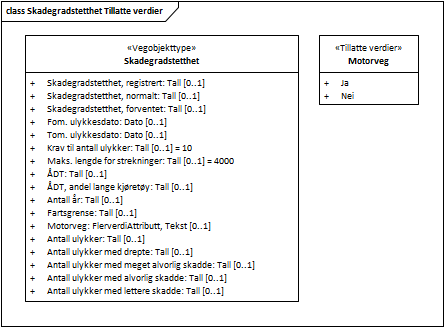 class Skadegradstetthet Tillatte verdier
«Vegobjekttype»
Skadegradstetthet
+ Skadegradstetthet, registrert: Tall [0..1]
+ Skadegradstetthet, normalt: Tall [0..1]
+ Skadegradstetthet, forventet: Tall [0..1]
+ Fom. ulykkesdato: Dato [0..1]
+ Tom. ulykkesdato: Dato [0..1]
+ Krav til antall ulykker: Tall [0..1] = 10
+ Maks. lengde for strekninger: Tall [0..1] = 4000
+ ÅDT: Tall [0..1]
+ ÅDT, andel lange kjøretøy: Tall [0..1]
+ Antall år: Tall [0..1]
+ Fartsgrense: Tall [0..1]
+ Motorveg: FlerverdiAttributt, Tekst [0..1]
+ Antall ulykker: Tall [0..1]
+ Antall ulykker med drepte: Tall [0..1]
+ Antall ulykker med meget alvorlig skadde: Tall [0..1]
+ Antall ulykker med alvorlig skadde: Tall [0..1]
+ Antall ulykker med lettere skadde: Tall [0..1]
«Tillatte verdier»
Motorveg
+ Ja
+ Nei